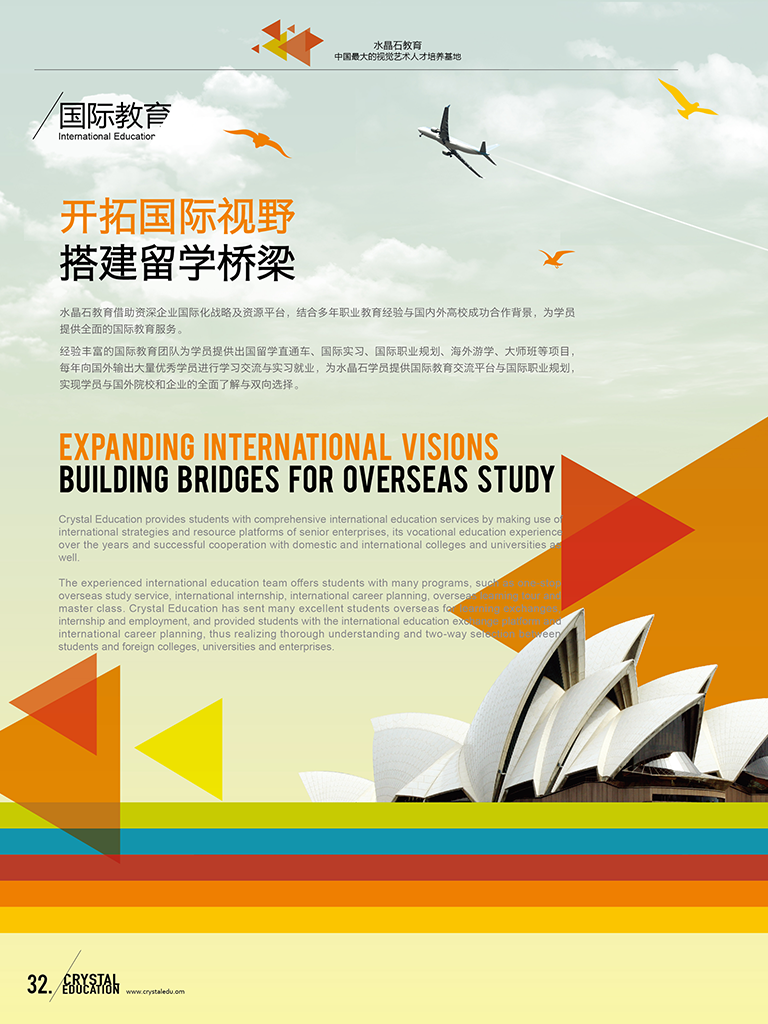 水晶石教育
中国最大的视觉艺术人才培养基地
国际教育
International Education
开拓国际视野
搭建留学桥梁
水晶石教育借助资深企业国际化战略及资源平台，结合多年职业教育经验与国内外高校成功合作背景，为学员
提供全面的国际教育服务。
经验丰富的国际教育团队为学员提供出国留学直通车、国际实习、国际职业规划、海外游学、大师班等项目，
每年向国外输出大量优秀学员进行学习交流与实习就业，为水晶石学员提供国际教育交流平台与国际职业规划，
实现学员与国外院校和企业的全面了解与双向选择。
EXPANDING INTERNATIONAL VISIONS
BUILDING BRIDGES FOR OVERSEAS STUDY
Crystal Education provides students with comprehensive international education services by making use of
international strategies and resource platforms of senior enterprises, its vocational education experience
over the years and successful cooperation with domestic and international colleges and universities as
well.
The experienced international education team offers students with many programs, such as one-stop
overseas study service, international internship, international career planning, overseas learning tour and
master class. Crystal Education has sent many excellent students overseas for learning exchanges,
internship and employment, and provided students with the international education exchange platform and
international career planning, thus realizing thorough understanding and two-way selection between
students and foreign colleges, universities and enterprises.
32.
CRYSTAL
EDUCATION
www.crystaledu.om